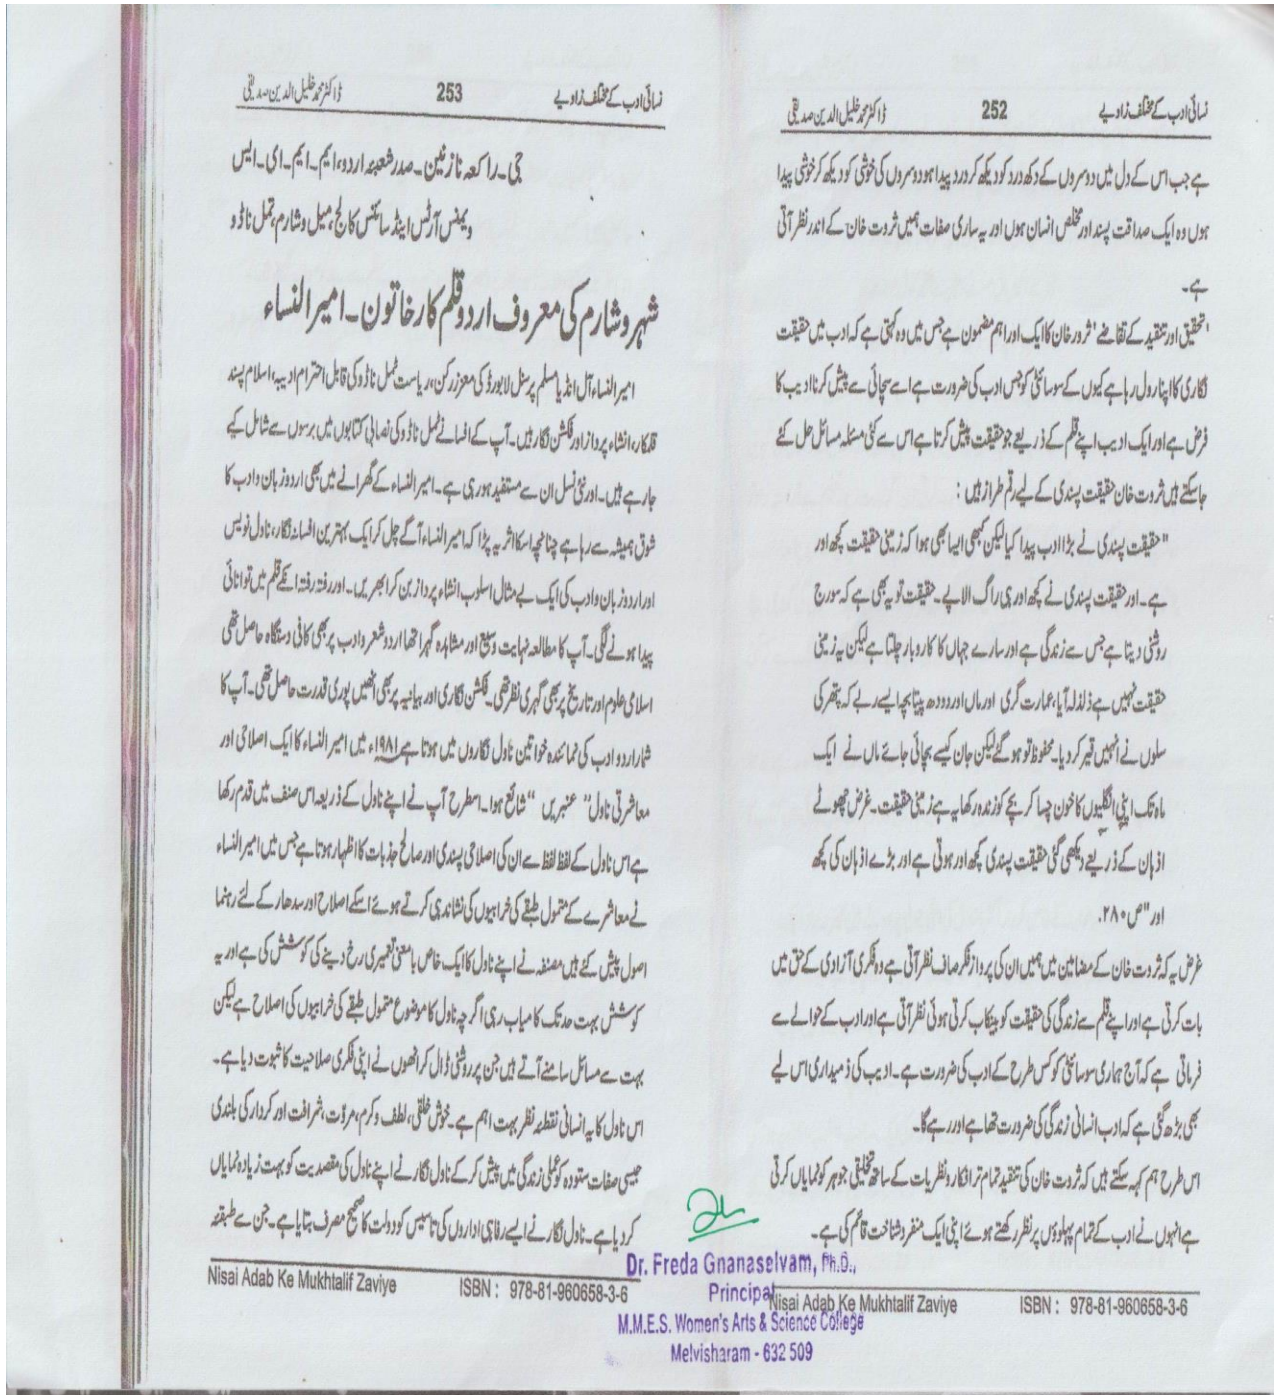 نسائی ادب کے مختلف زاویے 252 ڈاکٹر محمد خلیل الدین صدیقی
ہے جب اس کے دل میں دوسروں کے دکھ درد کو دیکھ کر درد پیدا ہو دوسروں کی خوشی کو دیکھ کر خوشی پیدا
ہوں وہ ایک صداقت پسند اور مخلص انسان ہوں اور یہ ساری صفات ہمیں ثروت خان کے اندر نظر آتی
ہے۔
'تحقیق اور تنقید کے تقاضے' ثرور خان کا ایک اور اہم مضمون ہے جس میں وہ کہتی ہے کہ ادب میں حقیقت
نگاری کا اپنا رول رہا ہے کیوں کے سوسائٹی کو جس ادب کی ضرورت ہے اسے سچائی سے پیش کرنا ادیب کا
فرض ہے اور ایک ادیب اپنے قلم کے ذریعے جو حقیقت پیش کرتا ہے اس سے کئی مسئلہ مسائل حل کئے
جاسکتے ہیں ثروت خان حقیقت پسندی کے لیے رقم طراز ہیں :
"حقیقت پسندی نے بڑا ادب پیدا کیا لیکن کبھی ایسا بھی ہوا کہ زمینی حقیقت کچھ اور
ہے۔ اور حقیقت پسندی نے کچھ اور ہی راگ الاپے۔ حقیقت تو یہ بھی ہے کہ سورج
روشنی دیتا ہے جس سے زندگی ہے اور سارے جہاں کا کاروبار چلتا ہے لیکن یہ زمینی
حقیقت نہیں ہے ذلذلہ آیا، عمارت گری اور ماں اور دودھ پیتا بچہ ایسے دبے کہ پتھر کی
سلوں نے انہیں قید کر دیا۔ محفوظ تو ہو گئے لیکن جان کیسے بچائی جائے ماں نے ایک
ماہ تک اپنی انگلیوں کا خون چسا کر بچے کو زندہ رکھا یہ ہے زمینی حقیقت۔ غرض چھوٹے
اذہان کے ذریعے دیکھی گئی حقیقت پسندی کچھ اور ہوتی ہے اور بڑے اذہان کی کچھ
اور" ص ۲۸۰.
غرض یہ کہ ثروت خان کے مضامین میں ہمیں ان کی پرواز فکر صاف نظر آتی ہے وہ فکری آزادی کے حق میں
بات کرتی ہے اور اپنے قلم سے زندگی کی حقیقت کو بینکاب کرتی ہوئی نظر آتی ہے اور ادب کے حوالے سے
فرماتی ہے کہ آج ہماری سوسائٹی کو کس طرح کے ادب کی ضرورت ہے۔ ادیب کی ذمیداری اس لیے
بھی بڑھ گئی ہے کہ ادب انسانی زندگی کی ضرورت تھا ہے اور رہے گا۔
اس طرح ہم کہہ سکتے ہیں کہ ثروت خان کی تنقید تمام تر افکار و نظریات کے ساتھ تخلیقی جوہر کو نمایاں کرتی
ہے انہوں نے ادب کے تمام پہلوؤں پر نظر رکھتے ہوئے اپنی ایک منفرد شناخت قائم کی ہے۔
Nisai Adab Ke Mukhtalif Zaviye ISBN : 978-81-960658-3-6
نسائی ادب کے مختلف زاویے 253 ڈاکٹر محمد خلیل الدین صدیقی
جی۔ راکعہ نازنین۔ صدر شعبۂ اردو، ایم۔ ایم۔ ای۔ ایس
ویمنس آرٹس اینڈ سائنس کالج، میل وشارم، تمل ناڈو
شہر وشارم کی معروف اردو قلم کار خاتون۔ امیر النساء
امیر النساء، آل انڈیا مسلم پرسنل لا بورڈ کی معزز رکن، ریاست ٹمل ناڈو کی قابل احترام ادیبہ، اسلام پسند
قلمکار، انشاء پرداز اور فکشن نگار ہیں۔ آپ کے افسانے ٹمل ناڈو کی نصابی کتابوں میں برسوں سے شامل کیے
جارہے ہیں۔ اور نئی نسل ان سے مستفید ہو رہی ہے۔ امیر النساء کے گھرانے میں بھی اردو زبان و ادب کا
شوق ہمیشہ سے رہا ہے چنانچہ اسکا اثر یہ پڑا کہ امیر النساء آگے چل کر ایک بہترین افسانہ نگار، ناول نویس
اور اردو زبان و ادب کی ایک بے مثال اسلوب انشاء پرداز بن کر ابھریں۔ اور رفتہ رفتہ انکے قلم میں توانائی
پیدا ہونے لگی۔ آپ کا مطالعہ نہایت وسیع اور مشاہدہ گہرا تھا اردو شعر و ادب پر بھی کافی دستگاہ حاصل تھی
اسلامی علوم اور تاریخ پر بھی گہری نظر تھی۔ فکشن نگاری اور بیانیہ پر بھی انھیں پوری قدرت حاصل تھی۔ آپ کا
شمار اردو ادب کی نمائندہ خواتین ناول نگاروں میں ہوتا ہے ۱۹۸۱ء میں امیر النساء کا ایک اصلاحی اور
معاشرتی ناول" عنبریں "شائع ہوا۔ اسطرح آپ نے اپنے ناول کے ذریعہ اس صنف میں قدم رکھا
ہے اس ناول کے لفظ لفظ سے ان کی اصلاحی پسندی اور صالح جذبات کا اظہار ہوتا ہے جس میں امیر النساء
نے معاشرے کے متمول طبقے کی خرابیوں کی نشاندہی کرتے ہوئے اسکے اصلاح اور سدھار کے لئے رہنما
اصول پیش کئے ہیں مصنفہ نے اپنے ناول کا ایک خاص با معنی تعمیری رخ دینے کی کوشش کی ہے اور یہ
کوشش بہت حد تک کامیاب رہی اگر چہ ناول کا موضوع متمول طبقے کی خرابیوں کی اصلاح ہے لیکن
بہت سے مسائل سامنے آتے ہیں جن پر روشنی ڈال کر انھوں نے اپنی فکری صلاحیت کا ثبوت دیا ہے۔
اس ناول کا یہ انسانی نقطۂ نظر بہت اہم ہے۔ خوش خلقی، لطف و کرم، مروّت، شرافت اور کردار کی بلندی
جیسی صفات ستودہ کو عملی زندگی میں پیش کر کے ناول نگار نے اپنے ناول کی مقصدیت کو بہت زیادہ نمایاں
کر دیا ہے۔ ناول نگار نے ایسے رفاہی اداروں کی تاسیس کو دولت کا صحیح مصرف بتایا ہے۔ جن سے طبقۂ
Nisai Adab Ke Mukhtalif Zaviye ISBN : 978-81-960658-3-6
Dr. Freda Gnanaselvam, Ph.D.,
Principal
M.M.E.S. Women's Arts & Science College
Melvisharam - 632 509